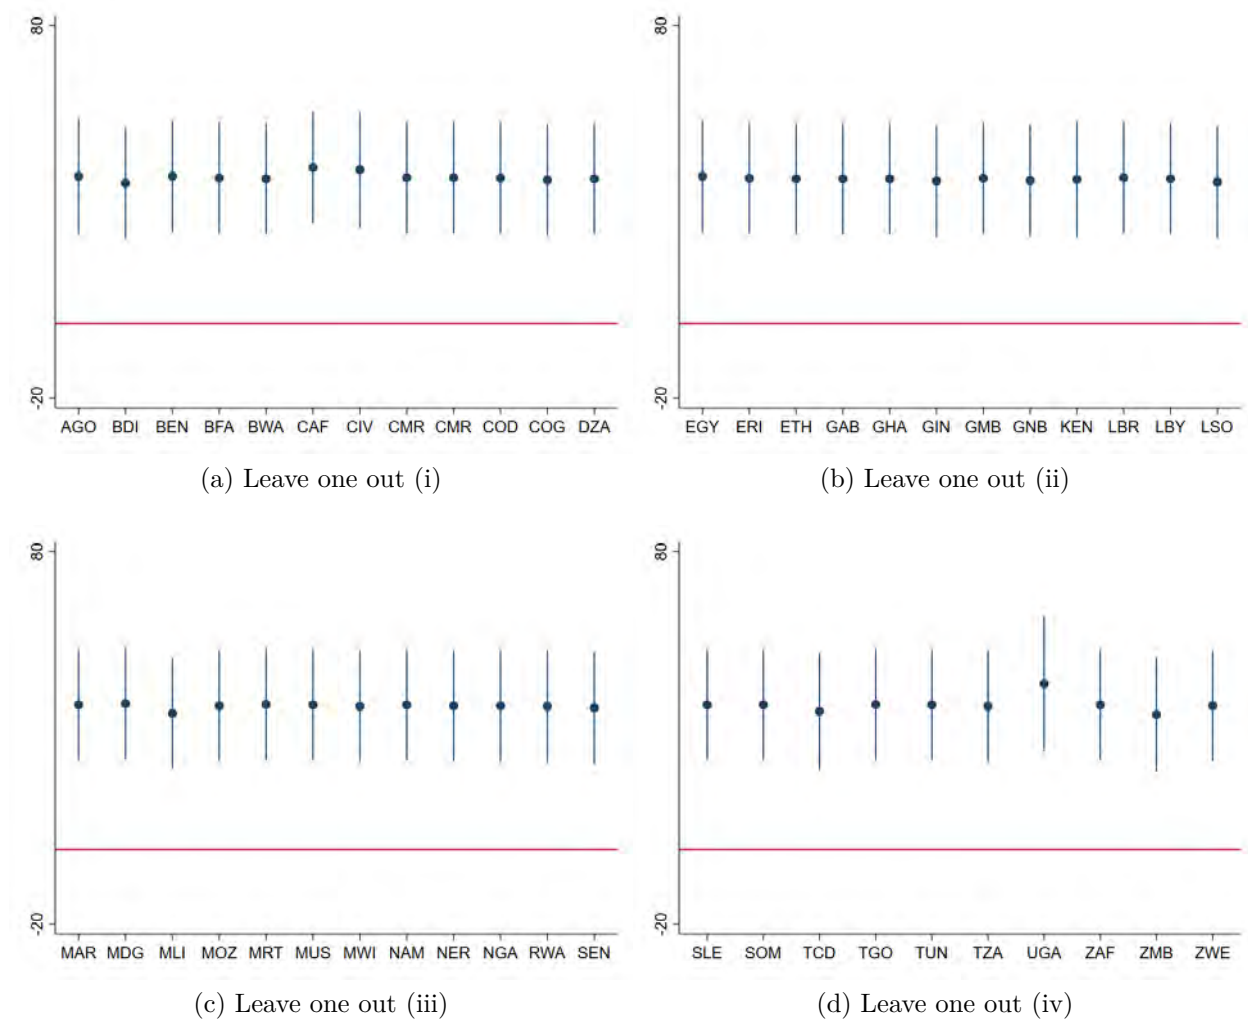 80
-20
AGO BDI BEN BFA BWA CAF CIV CMR CMR COD COG DZA
(a) Leave one out (i)
80
-20
EGY ERI ETH GAB GHA GIN GMB GNB KEN LBR LBY LSO
(b) Leave one out (ii)
80
-20
MAR MDG MLI MOZ MRT MUS MWI NAM NER NGA RWA SEN
(c) Leave one out (iii)
80
-20
SLE SOM TCD TGO TUN TZA UGA ZAF ZMB ZWE
(d) Leave one out (iv)